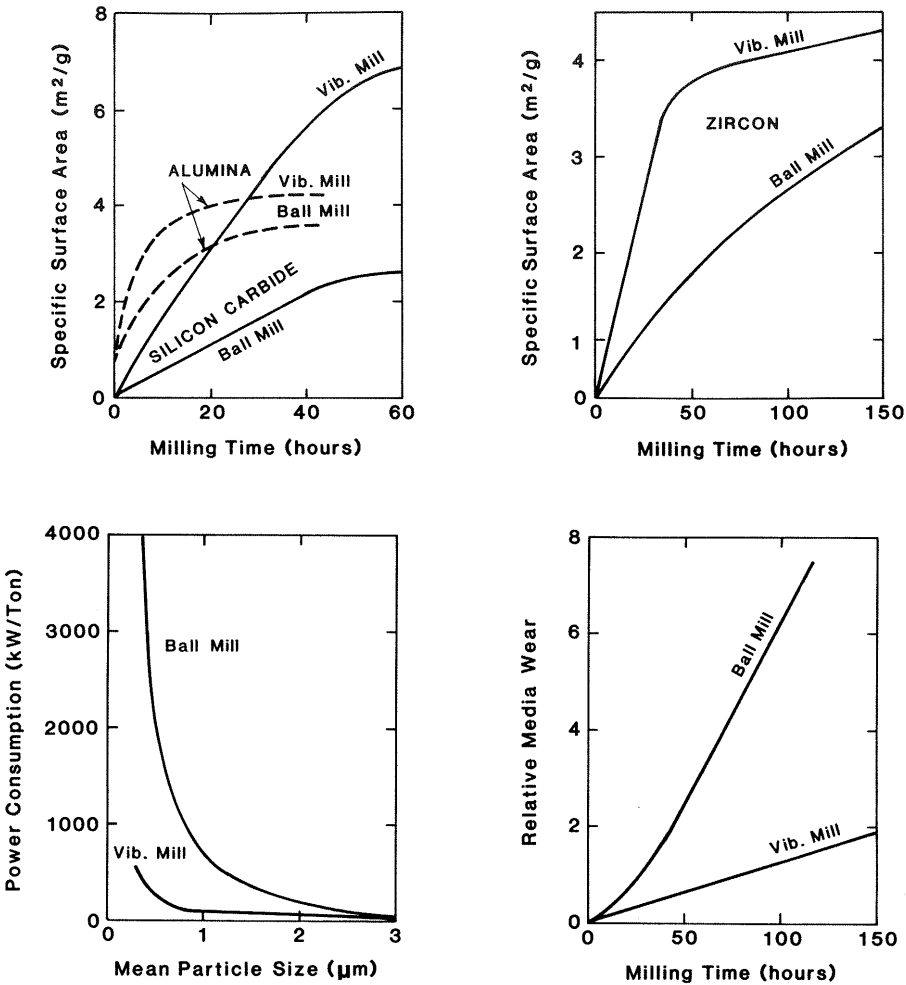 8
6
4
2
0
Specific Surface Area (m²/g)
Vib. Mill
ALUMINA
Vib. Mill
Ball Mill
SILICON CARBIDE
Ball Mill
0
20
40
60
Milling Time (hours)
4
3
2
1
0
Specific Surface Area (m²/g)
Vib. Mill
ZIRCON
Ball Mill
0
50
100
150
Milling Time (hours)
4000
3000
2000
1000
0
Power Consumption (kW/Ton)
Ball Mill
Vib. Mill
0
1
2
3
Mean Particle Size (μm)
8
6
4
2
0
Relative Media Wear
Ball Mill
Vib. Mill
0
50
100
150
Milling Time (hours)